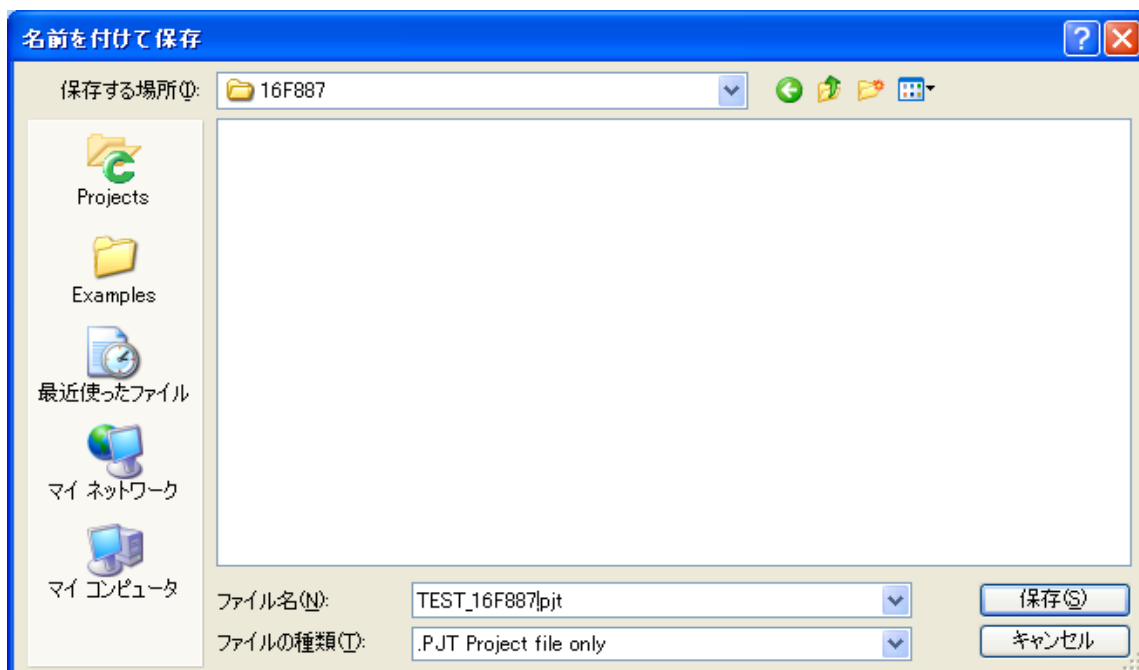 名前を付けて保存
保存する場所(I):
16F887
Projects
Examples
最近使ったファイル
マイ ネットワーク
マイ コンピュータ
ファイル名(N):
TEST_16F887.pjt
保存(S)
ファイルの種類(T):
.PJT Project file only
キャンセル